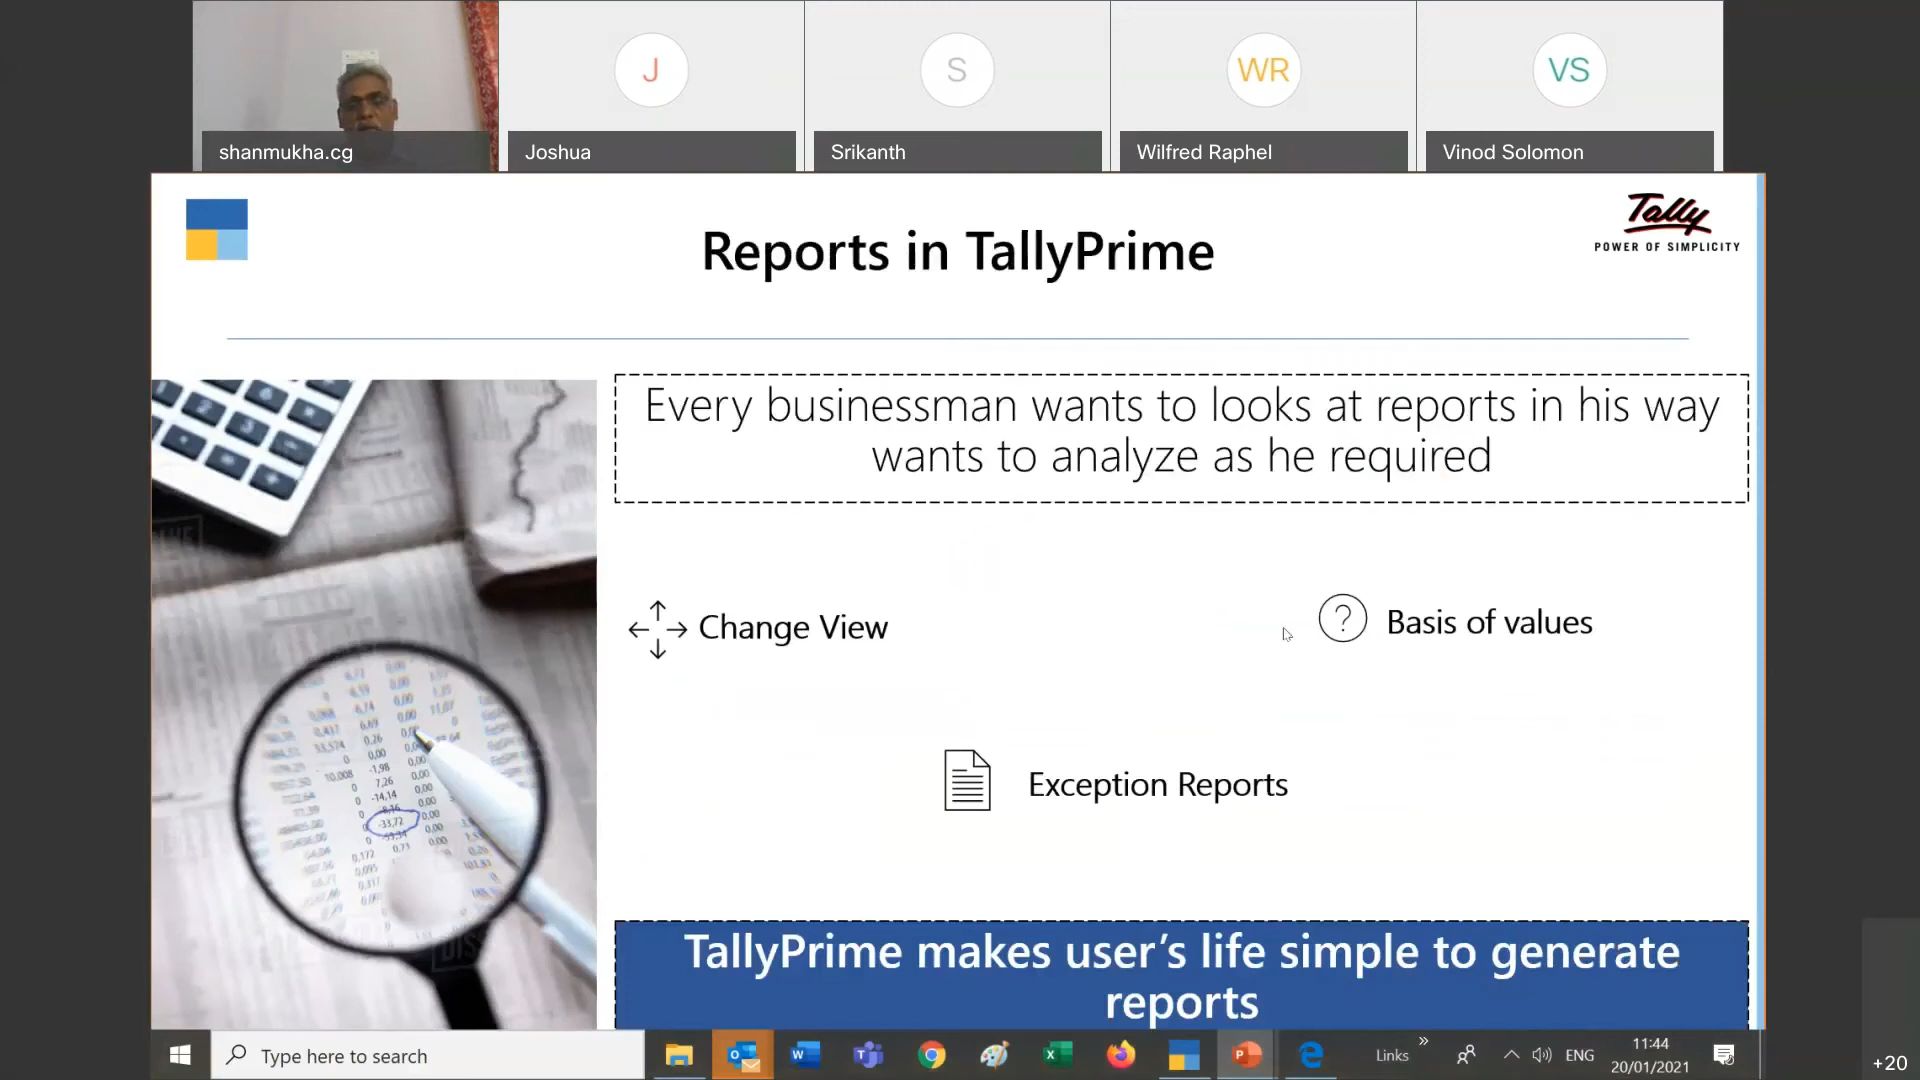 J
S
WR
VS
shanmukha.cg
Joshua
Srikanth
Wilfred Raphel
Vinod Solomon
Reports in TallyPrime
Tally
POWER OF SIMPLICITY
Every businessman wants to looks at reports in his way
wants to analyze as he required
Change View
? Basis of values
Exception Reports
TallyPrime makes user's life simple to generate
reports
Type here to search
Links
ENG
11:44
20/01/2021
+20